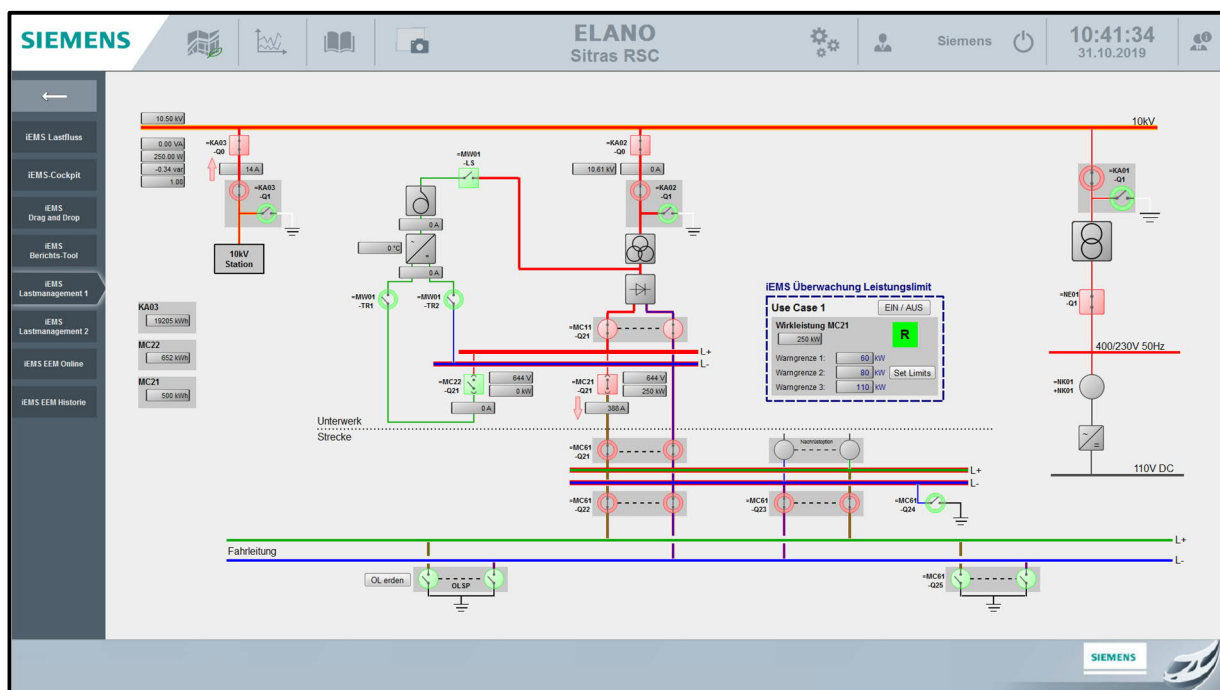 SIEMENS
ELANO
Sitras RSC
Siemens
10:41:34
31.10.2019
iEMS Lastfluss
iEMS-Cockpit
iEMS
Drag and Drop
iEMS
Berichts-Tool
iEMS
Lastmanagement 1
iEMS
Lastmanagement 2
iEMS EEM Online
iEMS EEM Historie
10.50 kV
10kV
0.00 VA
250.00 W
-0.34 var
1.00
=KA03
-Q0
14 A
=KA03
-Q1
10kV
Station
=MW01
-LS
0 A
0 °C
~
=
0 A
=MW01
-TR1
=MW01
-TR2
=KA02
-Q0
10.61 kV
0 A
=KA02
-Q1
=KA01
-Q1
=NE01
-Q1
400/230V 50Hz
=NK01
+NK01
~
=
110V DC
KA03
19205 kWh
MC22
652 kWh
MC21
500 kWh
=MC11
-Q21
L+
L-
=MC22
-Q21
644 V
0 kW
0 A
=MC21
-Q21
644 V
250 kW
388 A
iEMS Überwachung Leistungslimit
Use Case 1
EIN / AUS
Wirkleistung MC21
250 kW
R
Warngrenze 1: 60 kW
Warngrenze 2: 80 kW
Set Limits
Warngrenze 3: 110 kW
Unterwerk
Strecke
=MC61
-Q21
Nachrüstoption
L+
L-
=MC61
-Q22
=MC61
-Q23
=MC61
-Q24
Fahrleitung
L+
L-
OL erden
OLSP
=MC61
-Q25
SIEMENS